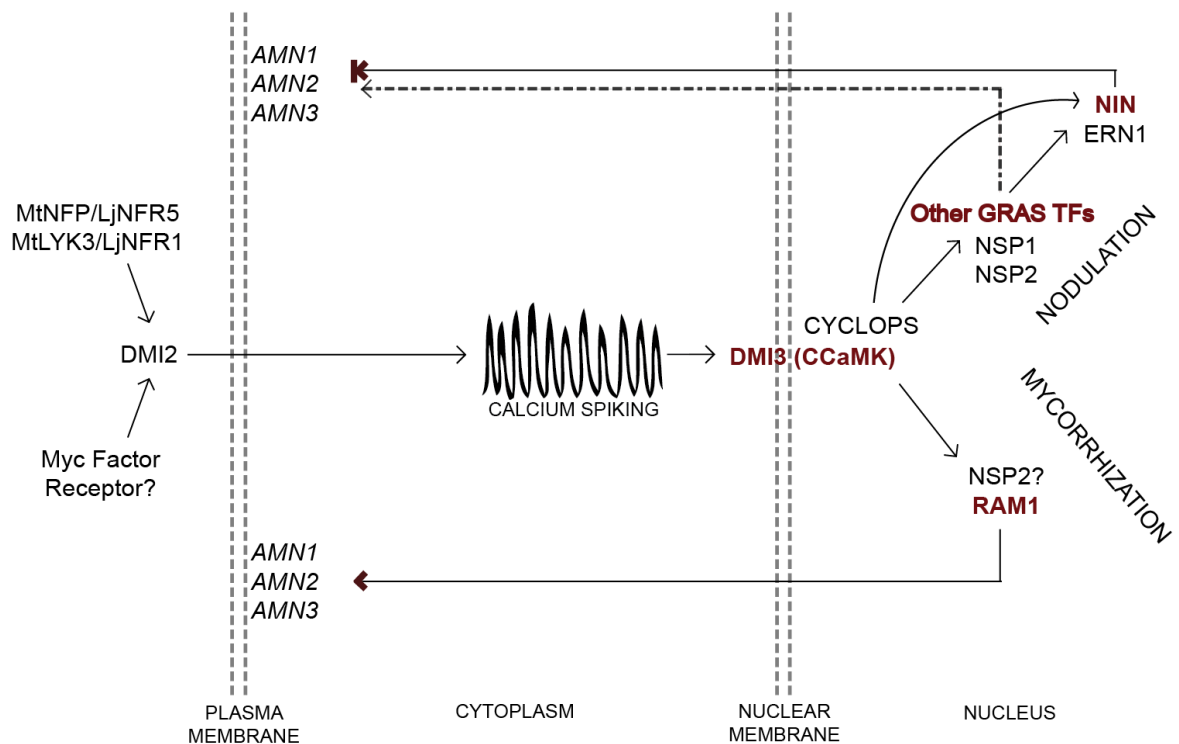 AMN1
AMN2
AMN3
NIN
ERN1
MtNFP/LjNFR5
MtLYK3/LjNFR1
Other GRAS TFs
NSP1
NSP2
NODULATION
CYCLOPS
DMI2
DMI3 (CCaMK)
CALCIUM SPIKING
MYCORRHIZATION
Myc Factor
Receptor?
NSP2?
RAM1
AMN1
AMN2
AMN3
PLASMA
MEMBRANE
CYTOPLASM
NUCLEAR
MEMBRANE
NUCLEUS